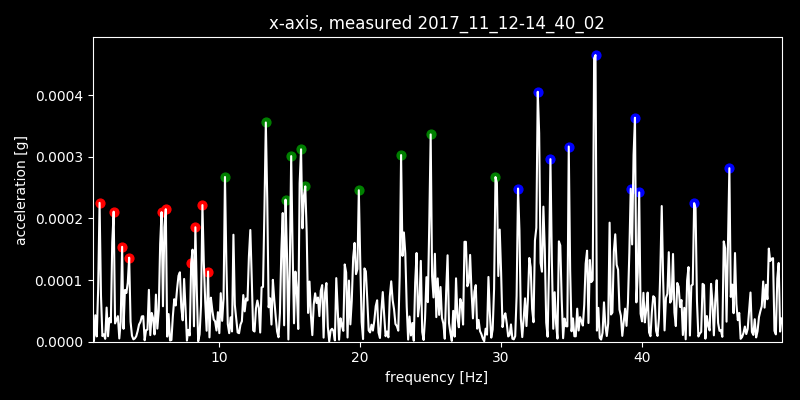 x-axis, measured 2017_11_12-14_40_02
acceleration [g]
0.0004
0.0003
0.0002
0.0001
0.0000
10 20 30 40
frequency [Hz]